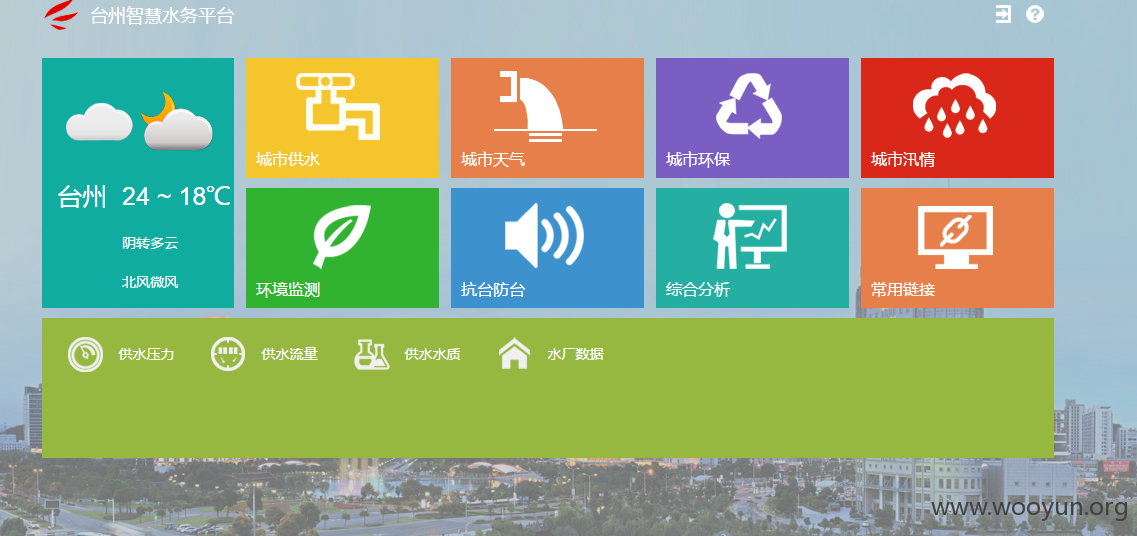 台州智慧水务平台
台州 24 ~ 18℃
阴转多云
北风微风
城市供水
城市天气
城市环保
城市汛情
环境监测
抗台防台
综合分析
常用链接
供水压力
供水流量
供水水质
水厂数据
www.wooyun.org